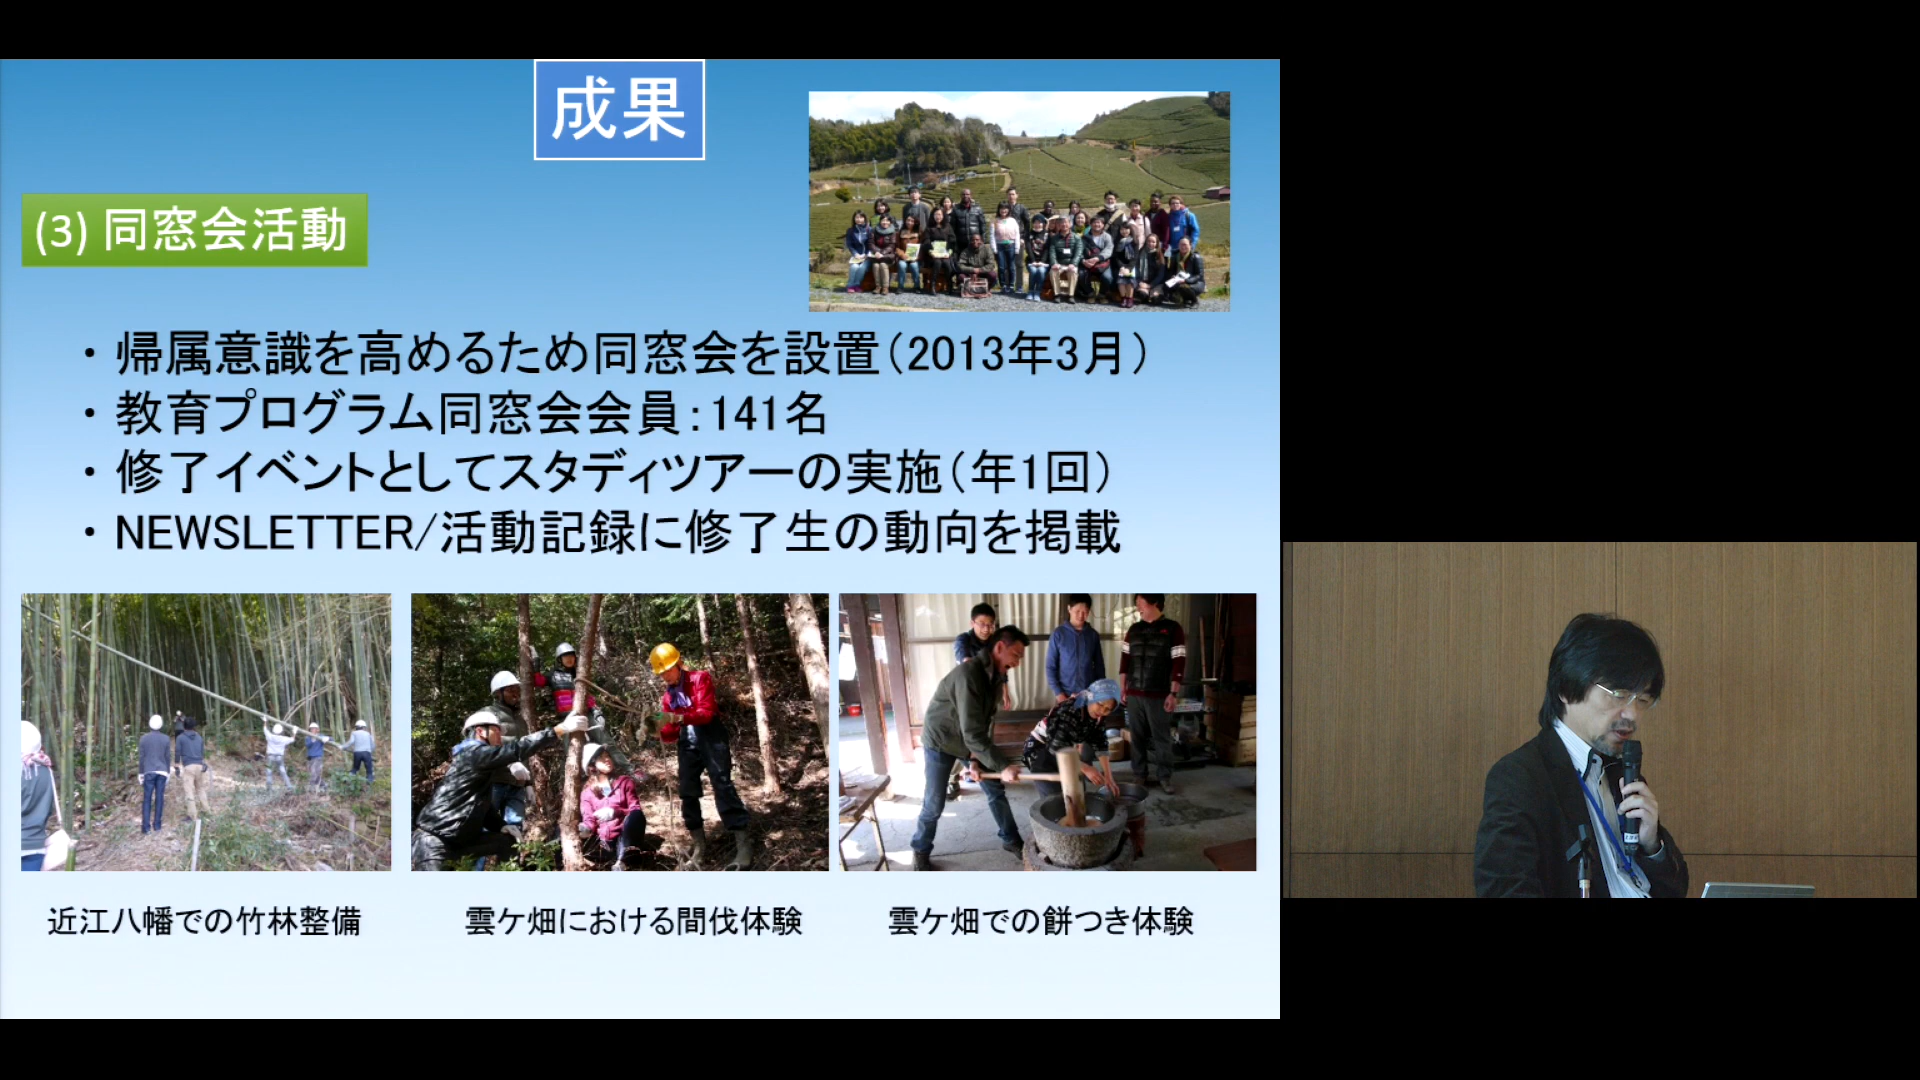 成果
(3) 同窓会活動
・帰属意識を高めるため同窓会を設置（2013年3月）
・教育プログラム同窓会会員：141名
・修了イベントとしてスタディツアーの実施（年1回）
・NEWSLETTER/活動記録に修了生の動向を掲載
近江八幡での竹林整備
雲ケ畑における間伐体験
雲ケ畑での餅つき体験